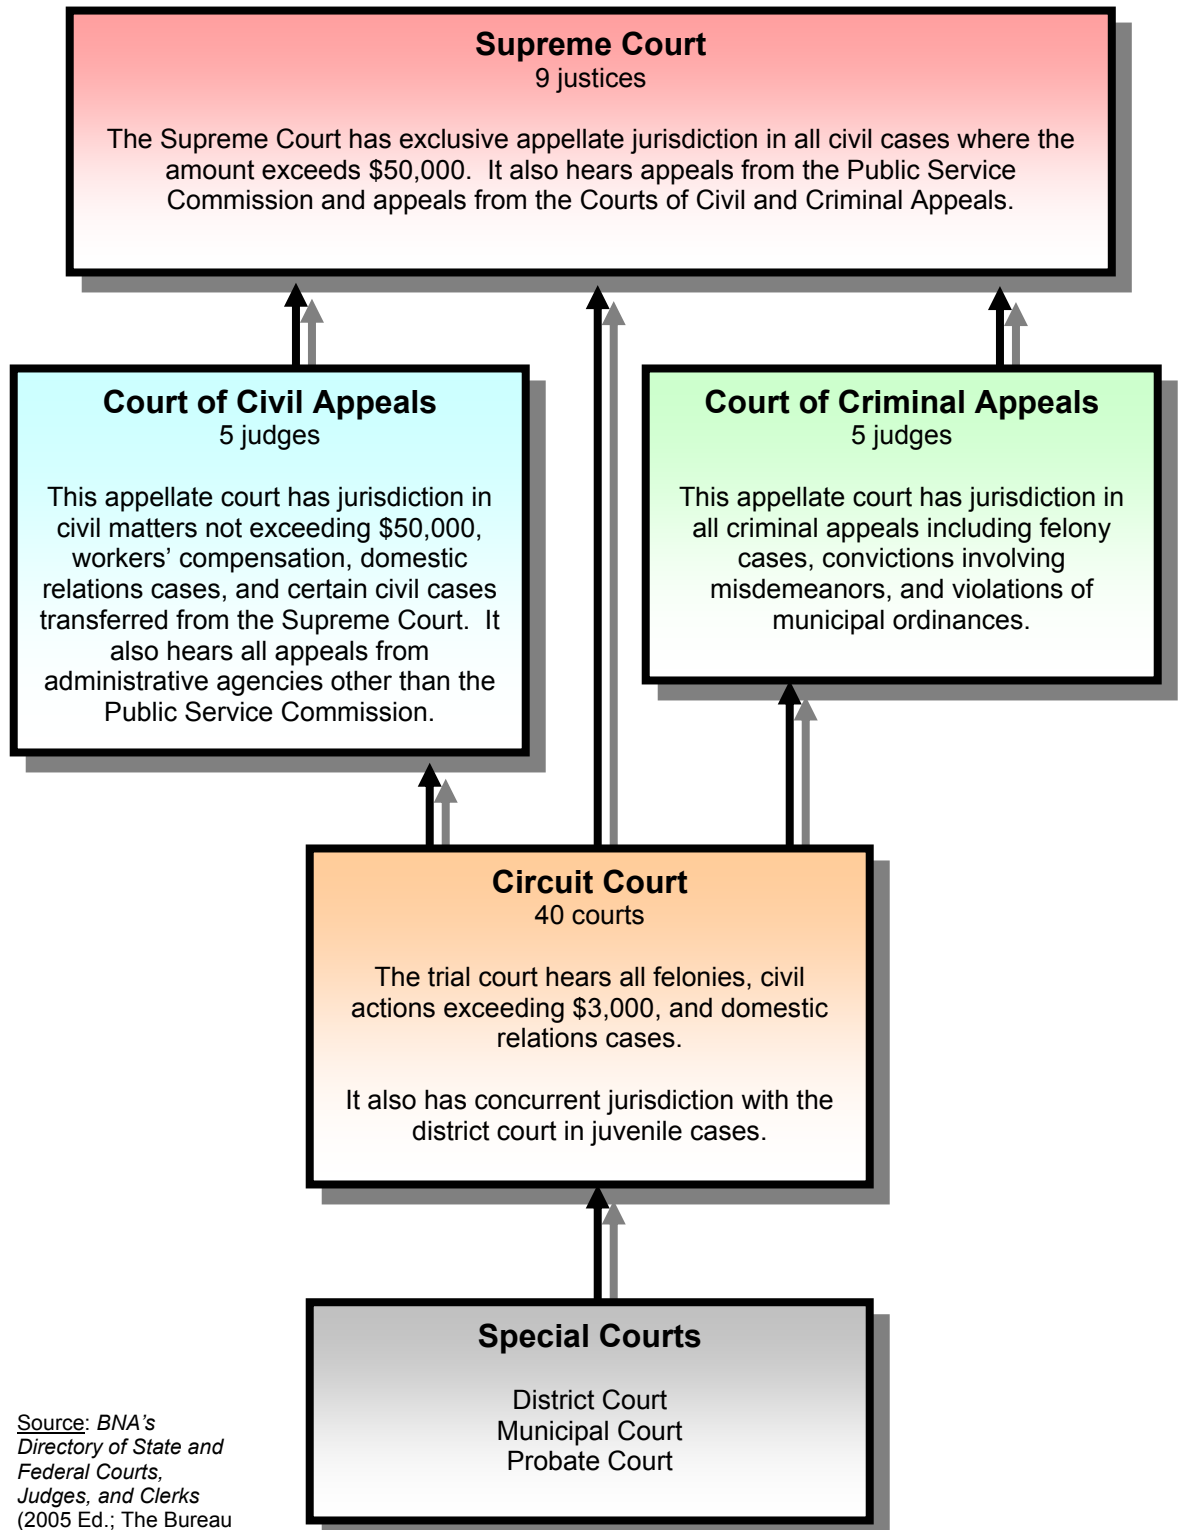 Supreme Court
9 justices
The Supreme Court has exclusive appellate jurisdiction in all civil cases where the
amount exceeds $50,000.  It also hears appeals from the Public Service
Commission and appeals from the Courts of Civil and Criminal Appeals.
Court of Civil Appeals
5 judges
This appellate court has jurisdiction in
civil matters not exceeding $50,000,
workers’ compensation, domestic
relations cases, and certain civil cases
transferred from the Supreme Court.  It
also hears all appeals from
administrative agencies other than the
Public Service Commission.
Court of Criminal Appeals
5 judges
This appellate court has jurisdiction in
all criminal appeals including felony
cases, convictions involving
misdemeanors, and violations of
municipal ordinances.
Circuit Court
40 courts
The trial court hears all felonies, civil
actions exceeding $3,000, and domestic
relations cases.
It also has concurrent jurisdiction with the
district court in juvenile cases.
Special Courts
District Court
Municipal Court
Probate Court
Source: BNA’s
Directory of State and
Federal Courts,
Judges, and Clerks
(2005 Ed.; The Bureau